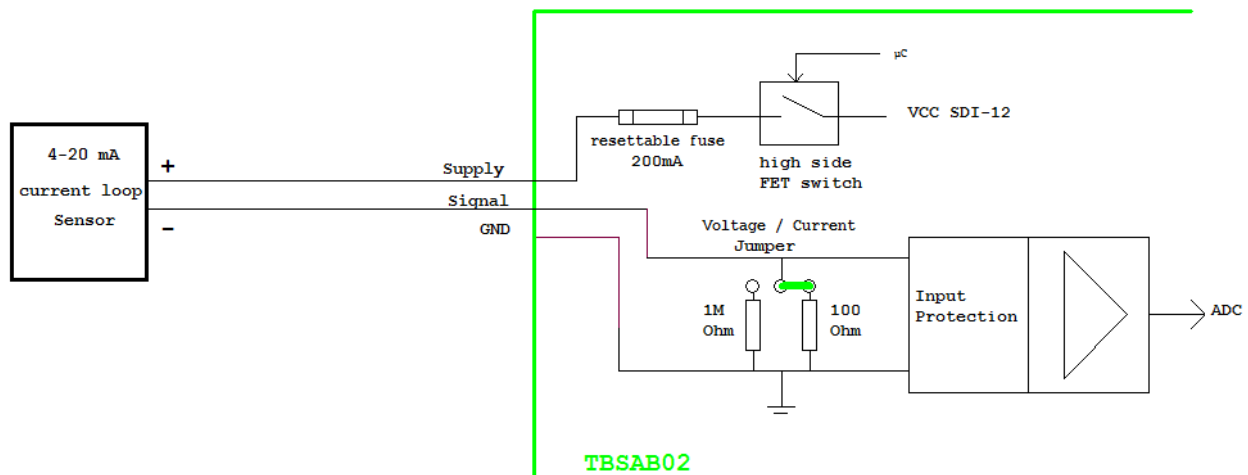 µC
VCC SDI-12
resettable fuse
200mA
high side
FET switch
4-20 mA
current loop
Sensor
+
-
Supply
Signal
GND
Voltage / Current
Jumper
1M
Ohm
100
Ohm
Input
Protection
ADC
TBSAB02